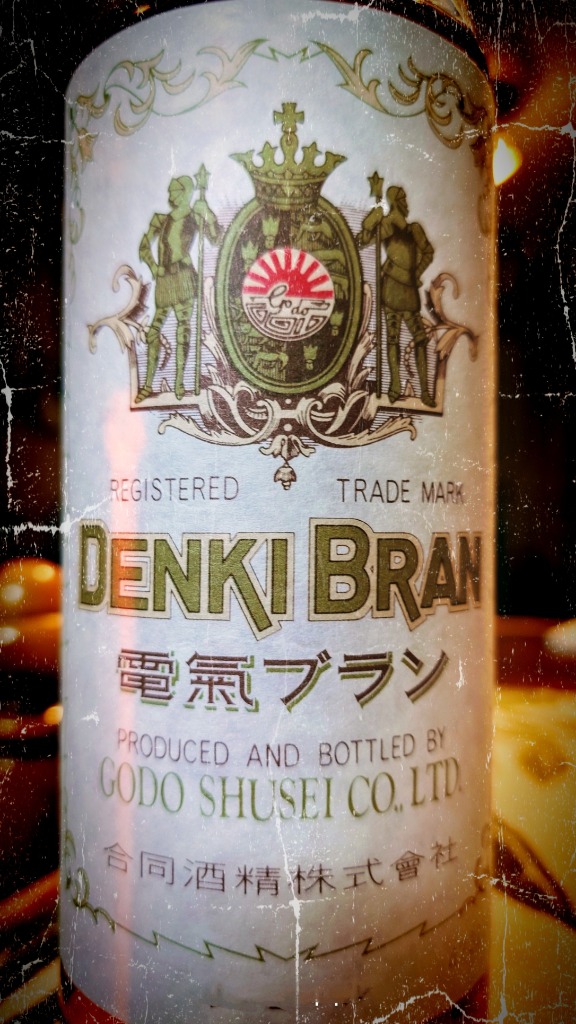 Godo
REGISTERED TRADE MARK
DENKI BRAN
電氣ブラン
PRODUCED AND BOTTLED BY
GODO SHUSEI CO., LTD.
合同酒精株式會社